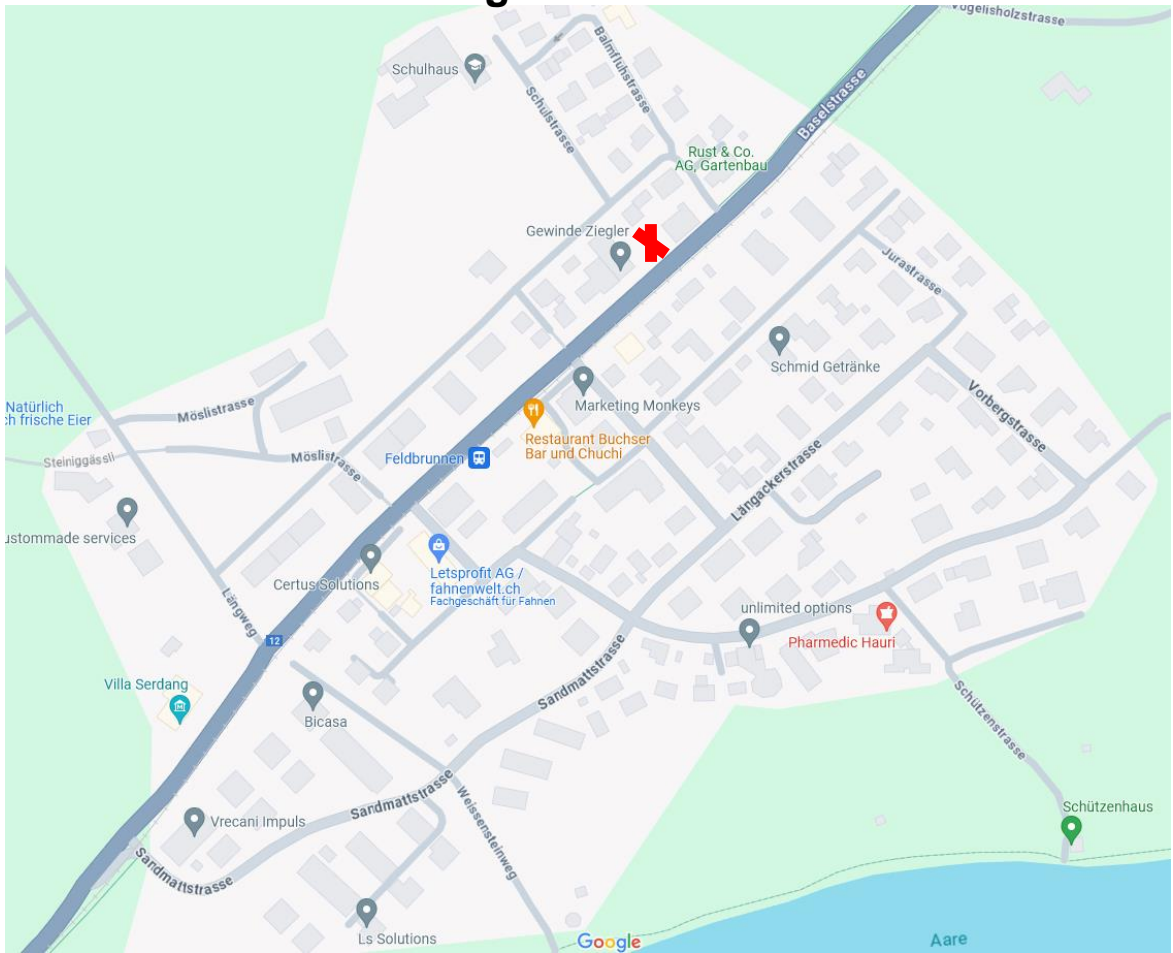 g
Vögelisholzstrasse
Balmfluhstrasse
Schulhaus
Baselstrasse
Schulstrasse
Rust & Co.
AG, Gartenbau
Gewinde Ziegler
Jurastrasse
Schmid Getränke
Natürlich
ch frische Eier
Möslistrasse
Marketing Monkeys
Vorbergstrasse
Restaurant Buchser
Bar und Chuchi
Steiniggässli
Möslistrasse
Feldbrunnen
Längackerstrasse
ustommade services
Certus Solutions
Letsprofit AG /
fahnenwelt.ch
Fachgeschäft für Fahnen
Längweg
unlimited options
12
Pharmedic Hauri
Villa Serdang
Sandmattstrasse
Schützenstrasse
Bicasa
Sandmattstrasse
Weissensteinweg
Schützenhaus
Vrecani Impuls
Sandmattstrasse
Ls Solutions
Google
Aare